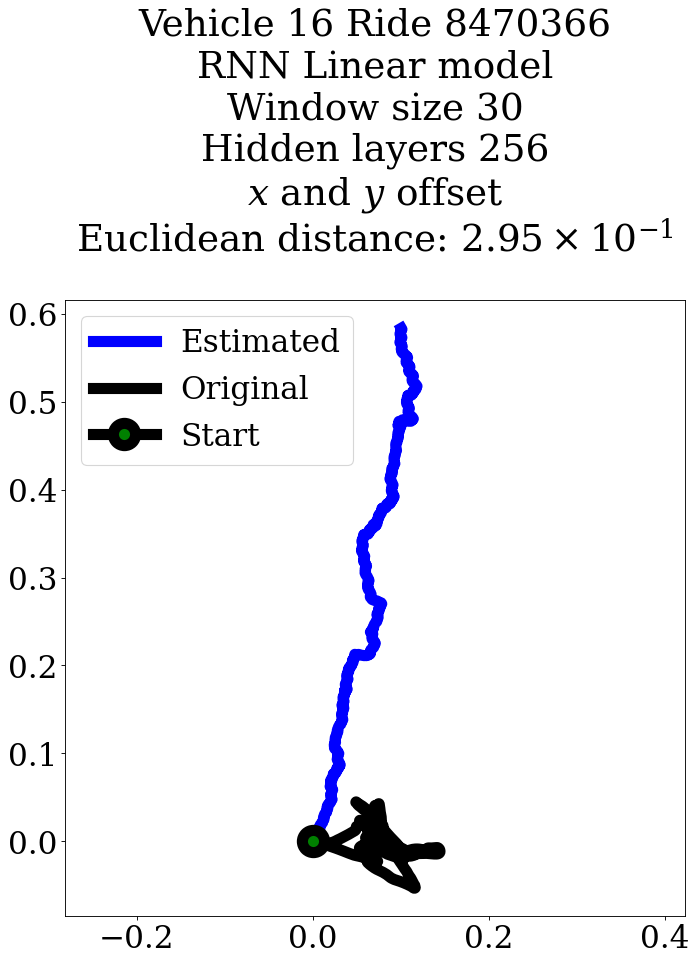 Vehicle 16 Ride 8470366
RNN Linear model
Window size 30
Hidden layers 256
x and y offset
Euclidean distance: 2.95 × 10⁻¹
Estimated
Original
Start
0.6
0.5
0.4
0.3
0.2
0.1
0.0
−0.2 0.0 0.2 0.4